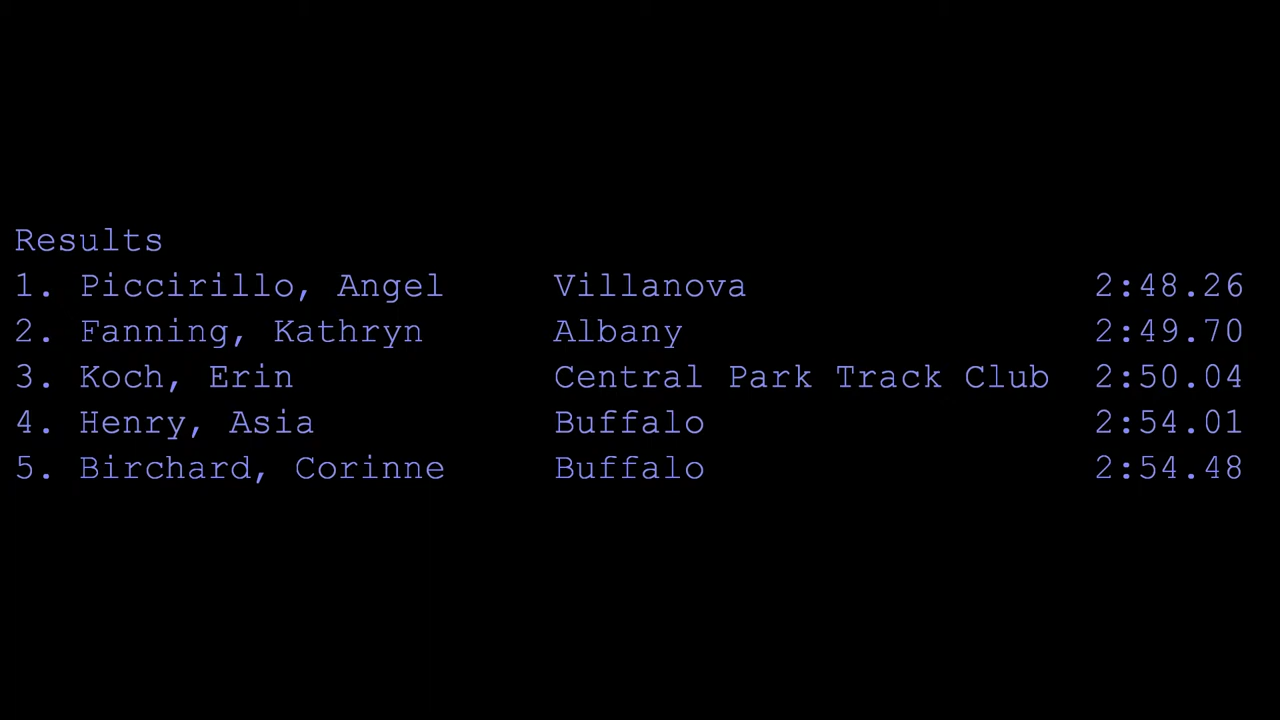 Results
1. Piccirillo, Angel Villanova 2:48.26
2. Fanning, Kathryn Albany 2:49.70
3. Koch, Erin Central Park Track Club 2:50.04
4. Henry, Asia Buffalo 2:54.01
5. Birchard, Corinne Buffalo 2:54.48